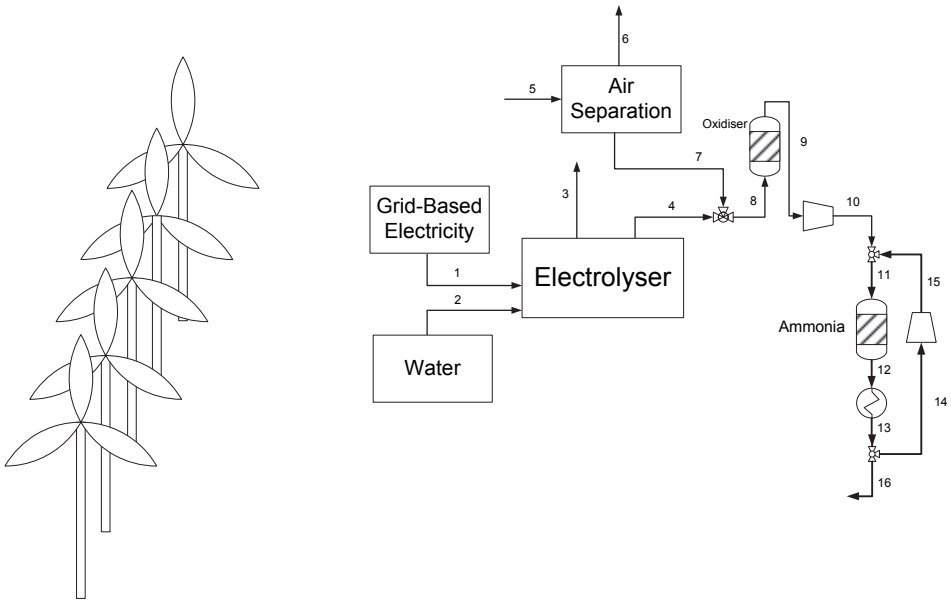 6
5
Air
Separation
Oxidiser
9
7
3
4
8
10
Grid-Based
Electricity
Electrolyser
1
2
11
15
Ammonia
Water
12
13
14
16